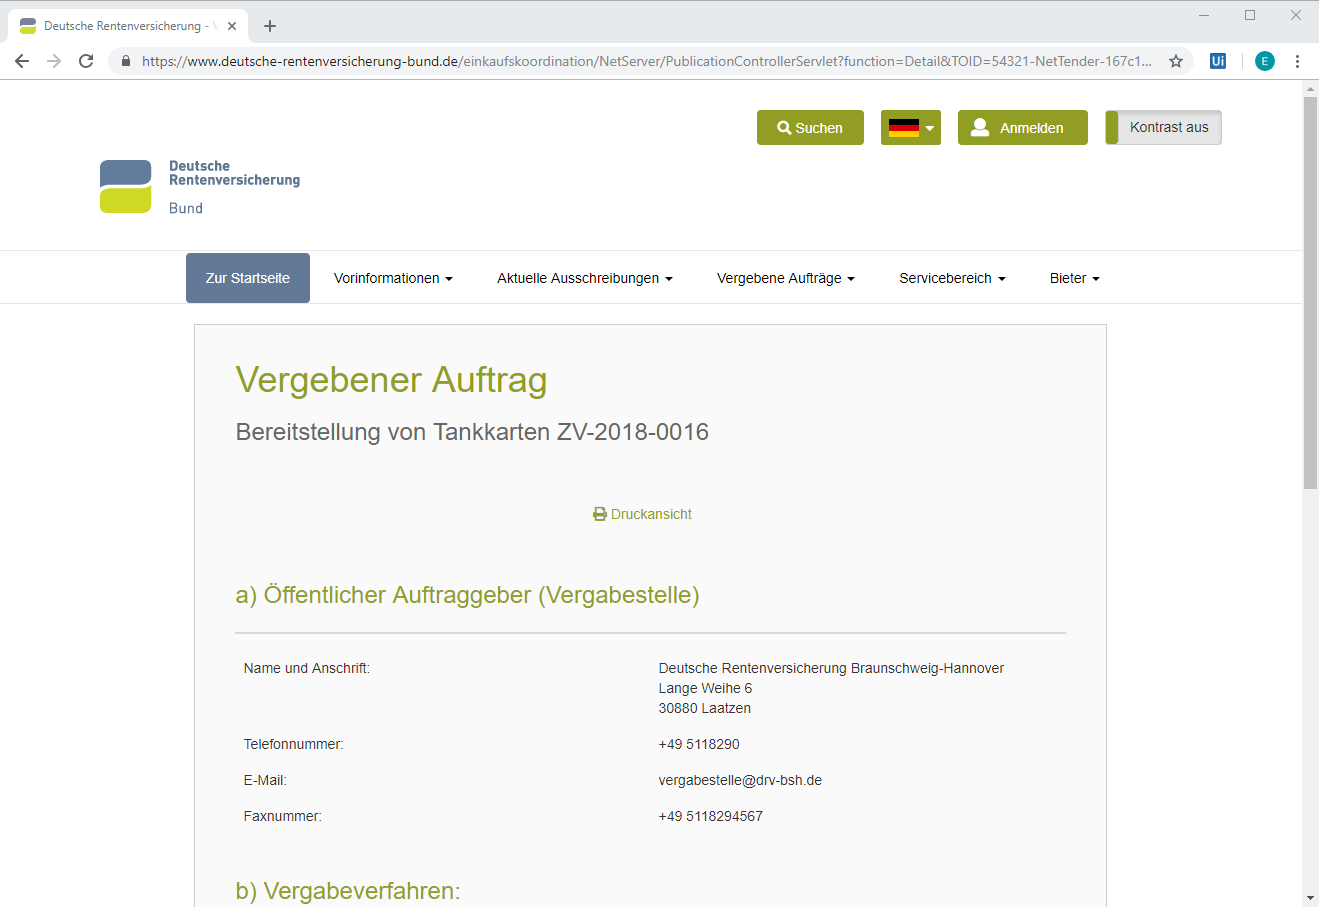 Deutsche Rentenversicherung - V
https://www.deutsche-rentenversicherung-bund.de/einkaufskoordination/NetServer/PublicationControllerServlet?function=Detail&TOID=54321-NetTender-167c1...
Ui
E
Suchen
Anmelden
Kontrast aus
Deutsche
Rentenversicherung
Bund
Zur Startseite
Vorinformationen
Aktuelle Ausschreibungen
Vergebene Aufträge
Servicebereich
Bieter
Vergebener Auftrag
Bereitstellung von Tankkarten ZV-2018-0016
Druckansicht
a) Öffentlicher Auftraggeber (Vergabestelle)
Name und Anschrift:
Deutsche Rentenversicherung Braunschweig-Hannover
Lange Weihe 6
30880 Laatzen
Telefonnummer:
+49 5118290
E-Mail:
vergabestelle@drv-bsh.de
Faxnummer:
+49 5118294567
b) Vergabeverfahren: